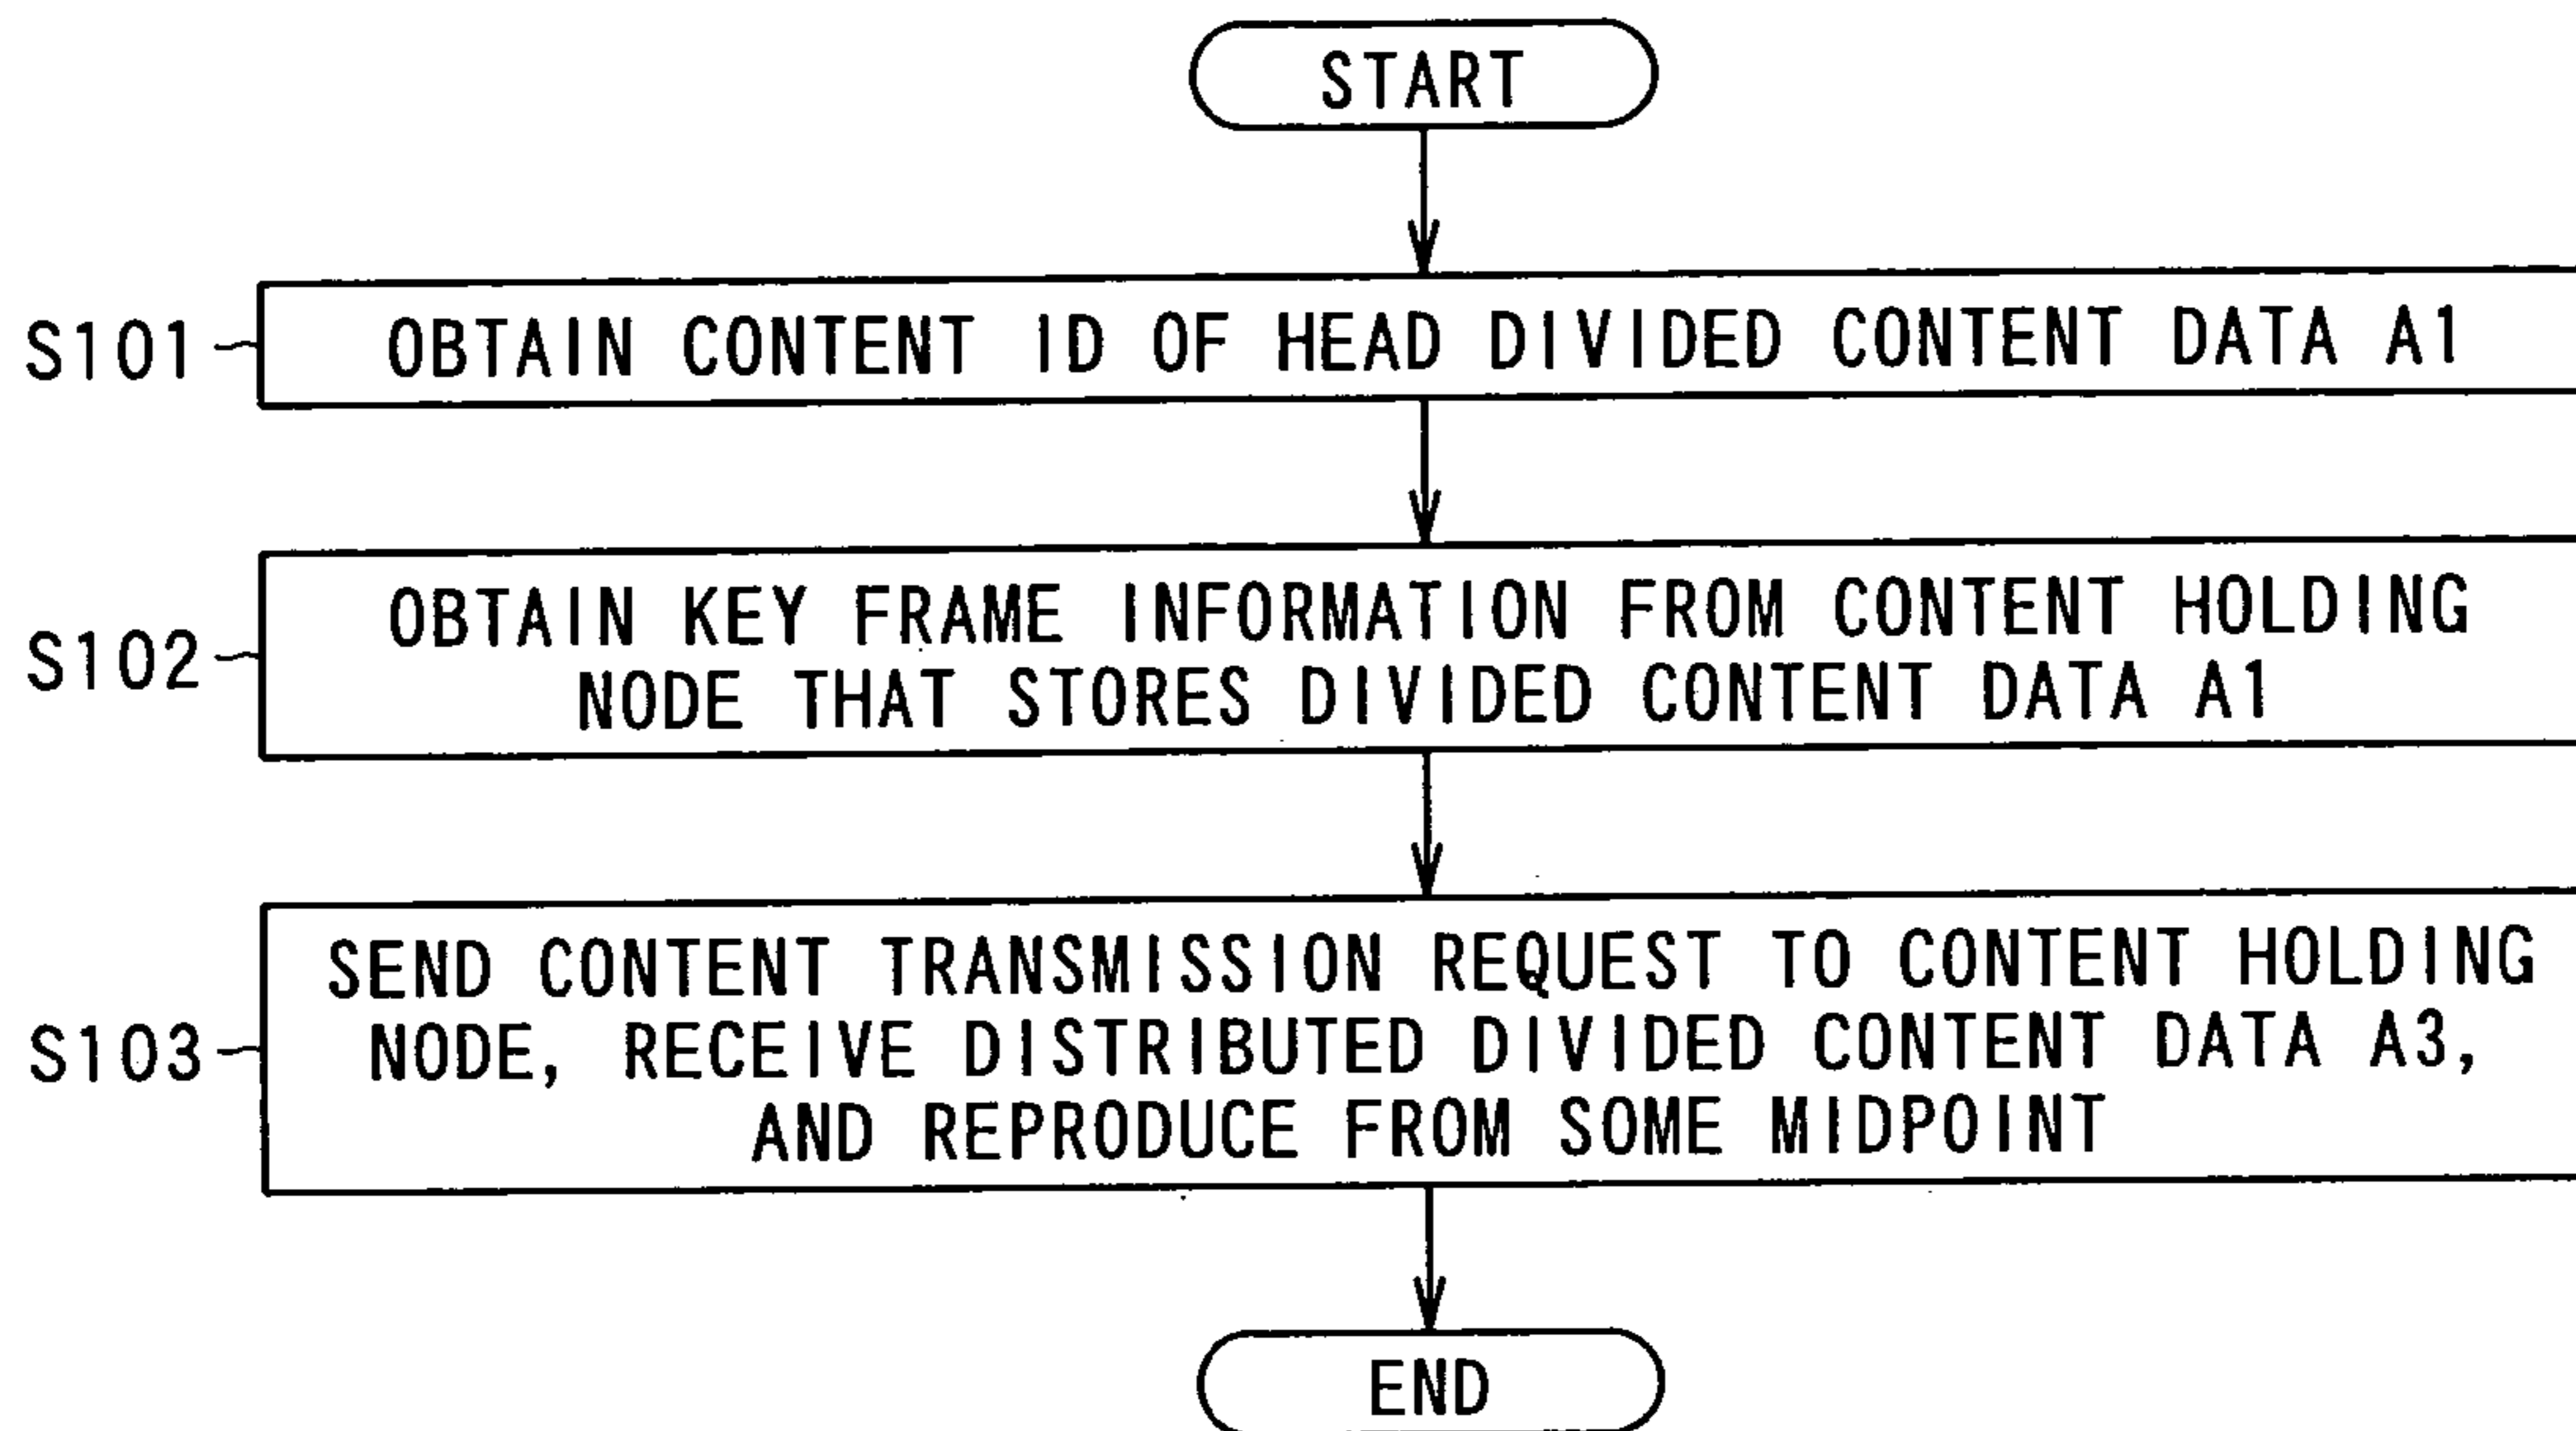 START
S101
OBTAIN CONTENT ID OF HEAD DIVIDED CONTENT DATA A1
S102
OBTAIN KEY FRAME INFORMATION FROM CONTENT HOLDING
NODE THAT STORES DIVIDED CONTENT DATA A1
S103
SEND CONTENT TRANSMISSION REQUEST TO CONTENT HOLDING
NODE, RECEIVE DISTRIBUTED DIVIDED CONTENT DATA A3,
AND REPRODUCE FROM SOME MIDPOINT
END